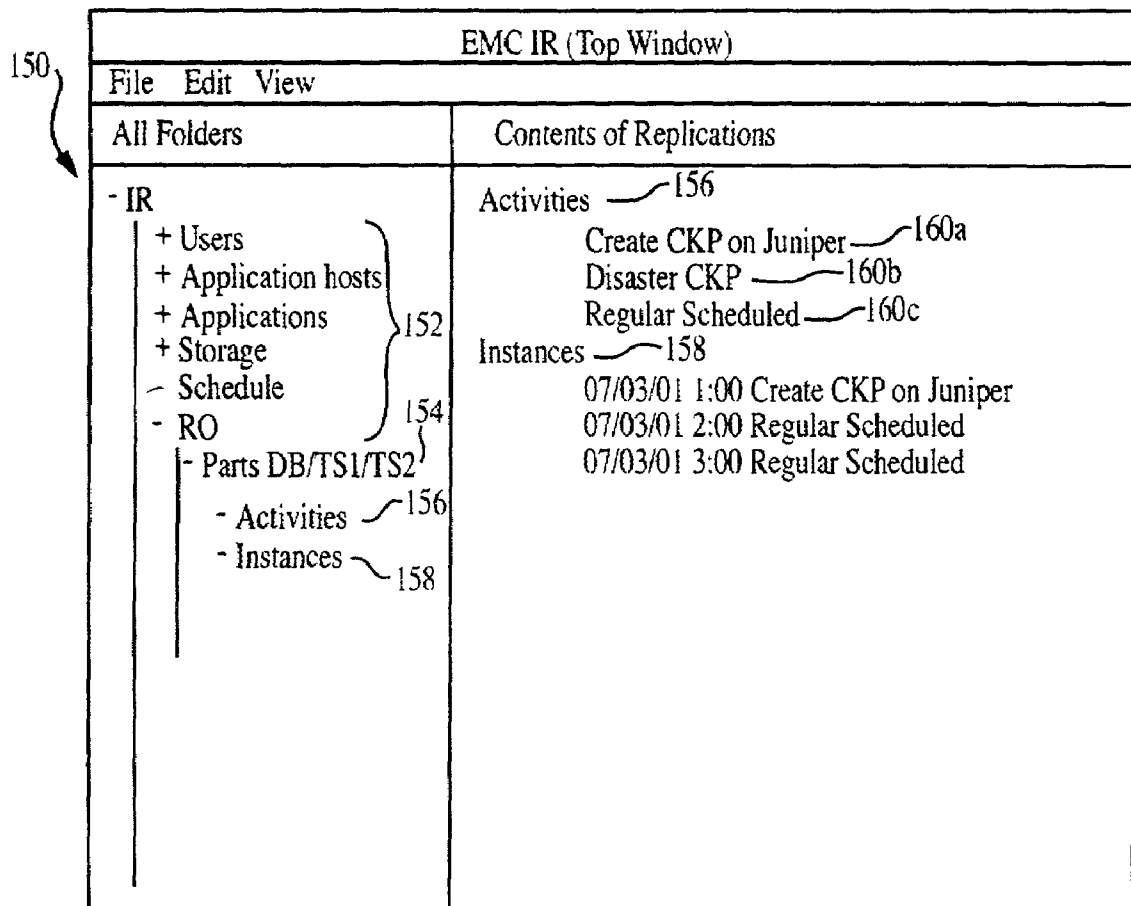 EMC IR (Top Window)
150
File Edit View
All Folders
Contents of Replications
- IR
+ Users
+ Application hosts
+ Applications
+ Storage
- Schedule
- RO
152
154
- Parts DB/TS1/TS2
- Activities 156
- Instances 158
Activities 156
Create CKP on Juniper 160a
Disaster CKP 160b
Regular Scheduled 160c
Instances 158
07/03/01 1:00 Create CKP on Juniper
07/03/01 2:00 Regular Scheduled
07/03/01 3:00 Regular Scheduled